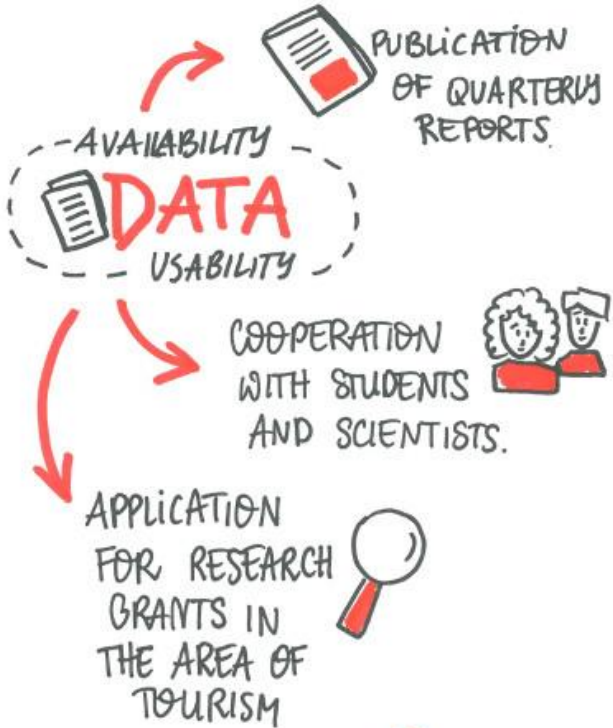 PUBLICATION
OF QUARTERLY
REPORTS.
AVAILABILITY
DATA
USABILITY
COOPERATION
WITH STUDENTS
AND SCIENTISTS.
APPLICATION
FOR RESEARCH
GRANTS IN
THE AREA OF
TOURISM